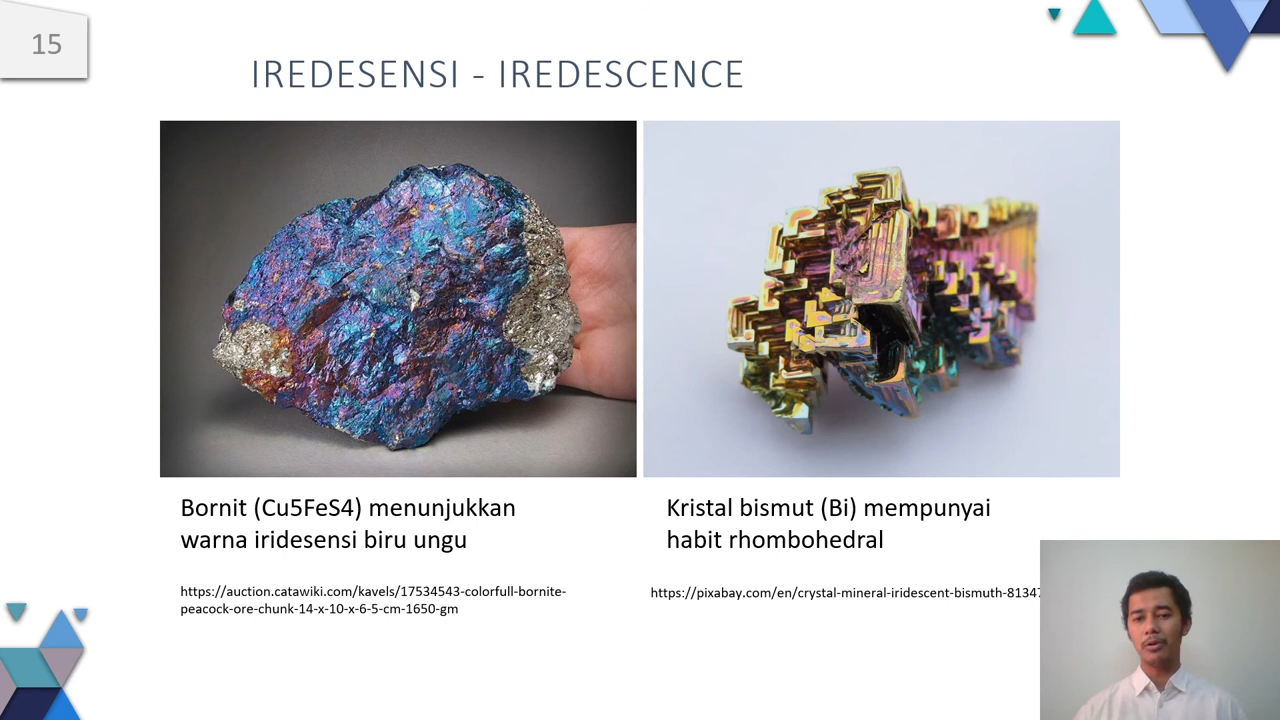 15
IREDESENSI - IREDESCENCE
Bornit (Cu5FeS4) menunjukkan
warna iridesensi biru ungu
Kristal bismut (Bi) mempunyai
habit rhombohedral
https://auction.catawiki.com/kavels/17534543-colorfull-bornite-
peacock-ore-chunk-14-x-10-x-6-5-cm-1650-gm
https://pixabay.com/en/crystal-mineral-iridescent-bismuth-81347